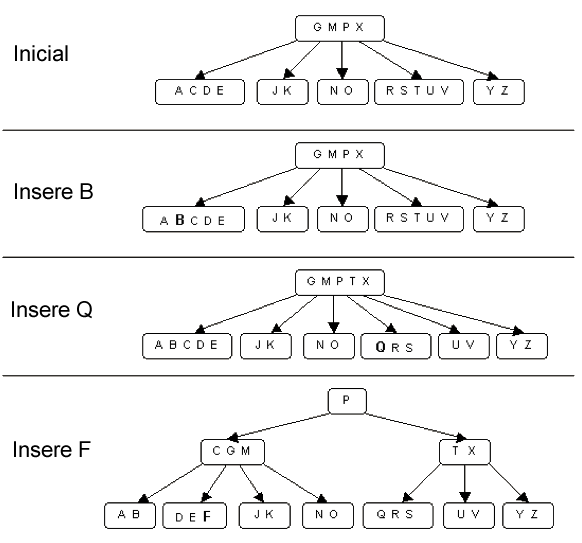 G M P X
Inicial
A C D E
J K
N O
R S T U V
Y Z
G M P X
Insere B
A B C D E
J K
N O
R S T U V
Y Z
G M P T X
Insere Q
A B C D E
J K
N O
Q R S
U V
Y Z
P
Insere F
C G M
T X
A B
D E F
J K
N O
Q R S
U V
Y Z